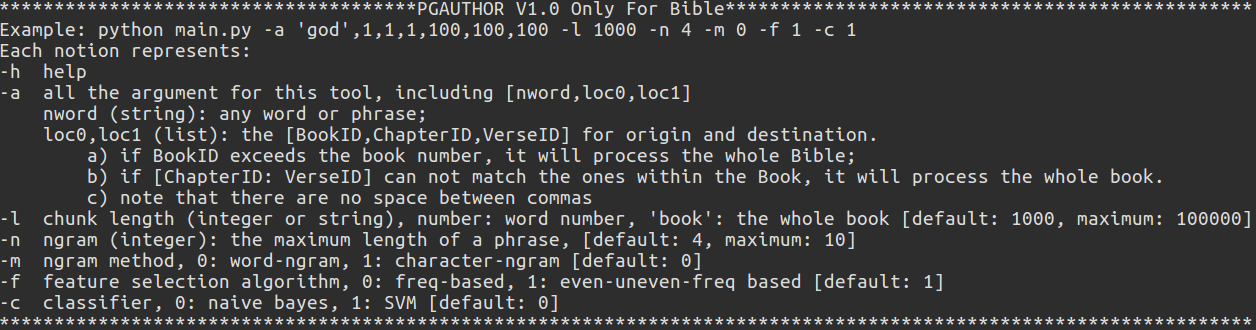 **************************************PGAUTHOR V1.0 Only For Bible************************************************
Example: python main.py -a 'god',1,1,1,100,100,100 -l 1000 -n 4 -m 0 -f 1 -c 1
Each notion represents:
-h  help
-a  all the argument for this tool, including [nword,loc0,loc1]
    nword (string): any word or phrase;
    loc0,loc1 (list): the [BookID,ChapterID,VerseID] for origin and destination.
        a) if BookID exceeds the book number, it will process the whole Bible;
        b) if [ChapterID: VerseID] can not match the ones within the Book, it will process the whole book.
        c) note that there are no space between commas
-l  chunk length (integer or string), number: word number, 'book': the whole book [default: 1000, maximum: 100000]
-n  ngram (integer): the maximum length of a phrase, [default: 4, maximum: 10]
-m  ngram method, 0: word-ngram, 1: character-ngram [default: 0]
-f  feature selection algorithm, 0: freq-based, 1: even-uneven-freq based [default: 1]
-c  classifier, 0: naive bayes, 1: SVM [default: 0]
******************************************************************************************************************